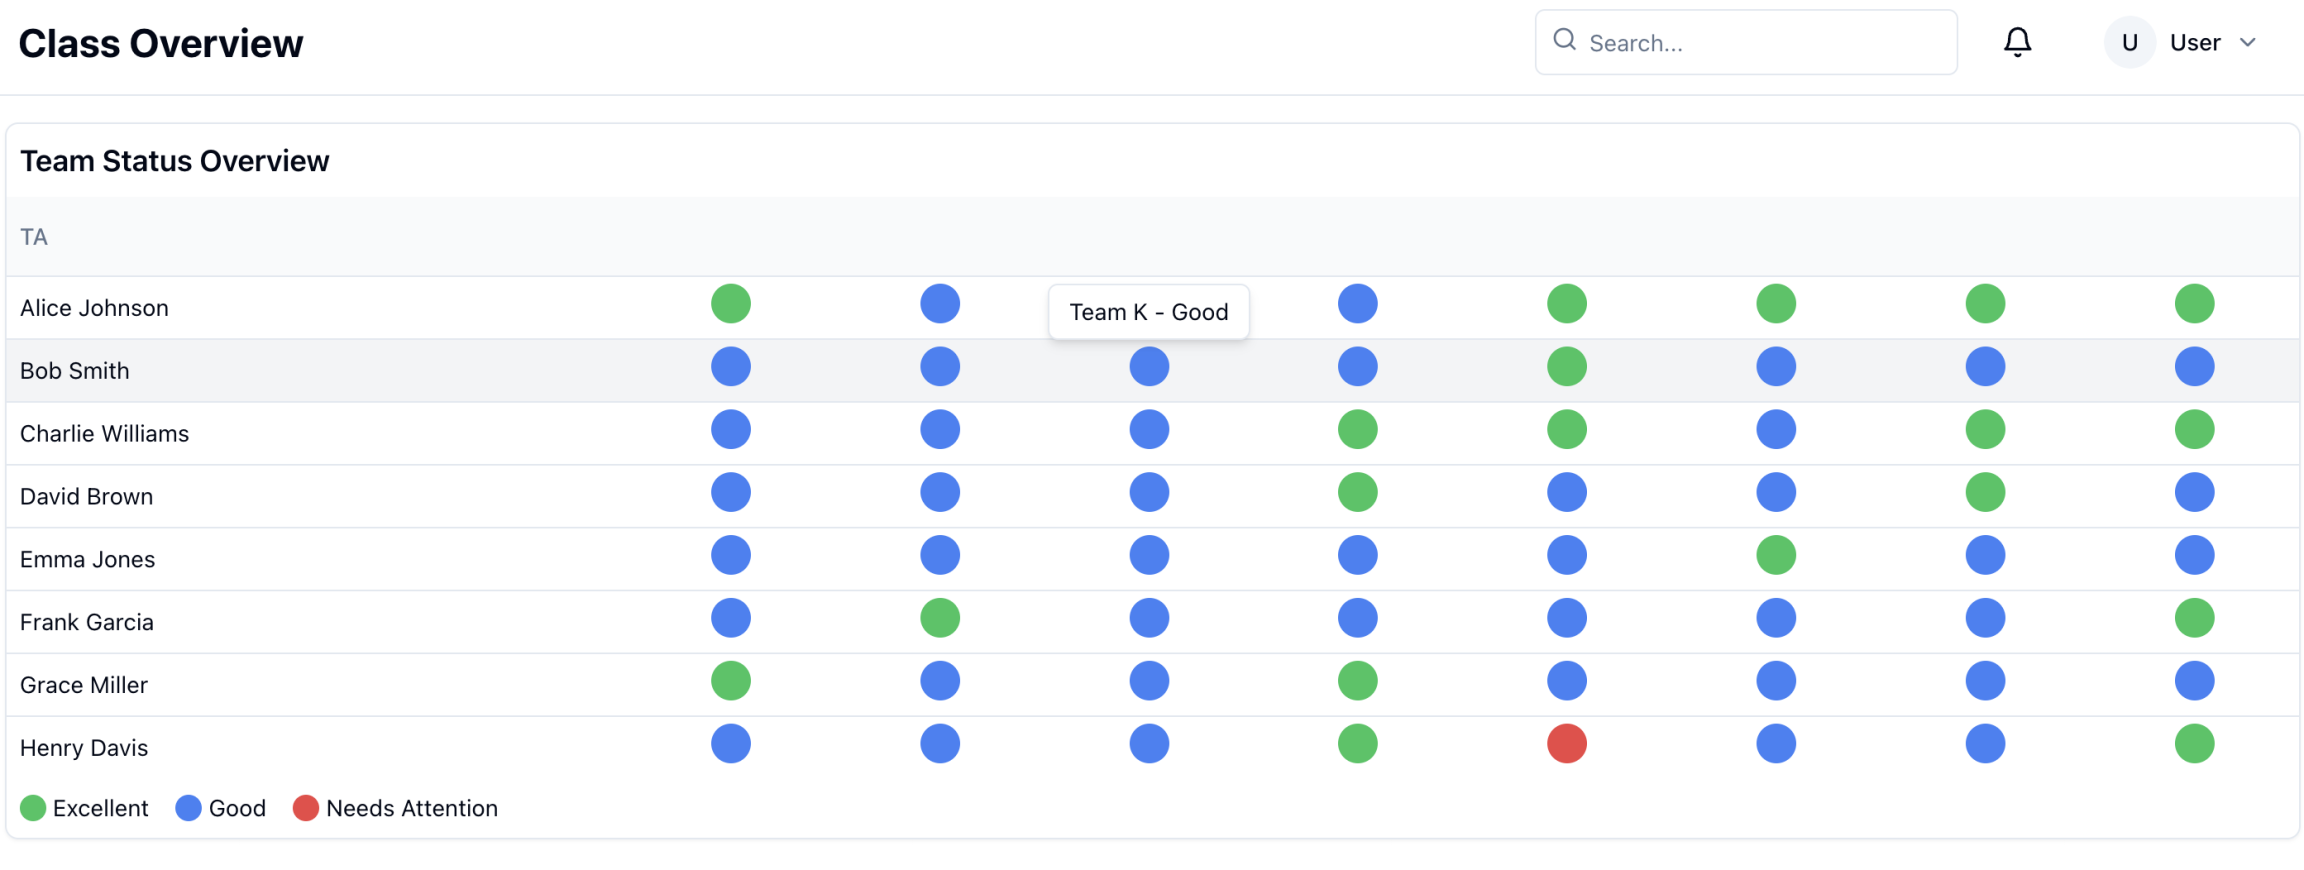 Class Overview
Search...
U User
Team Status Overview
TA
Alice Johnson
Team K - Good
Bob Smith
Charlie Williams
David Brown
Emma Jones
Frank Garcia
Grace Miller
Henry Davis
Excellent Good Needs Attention